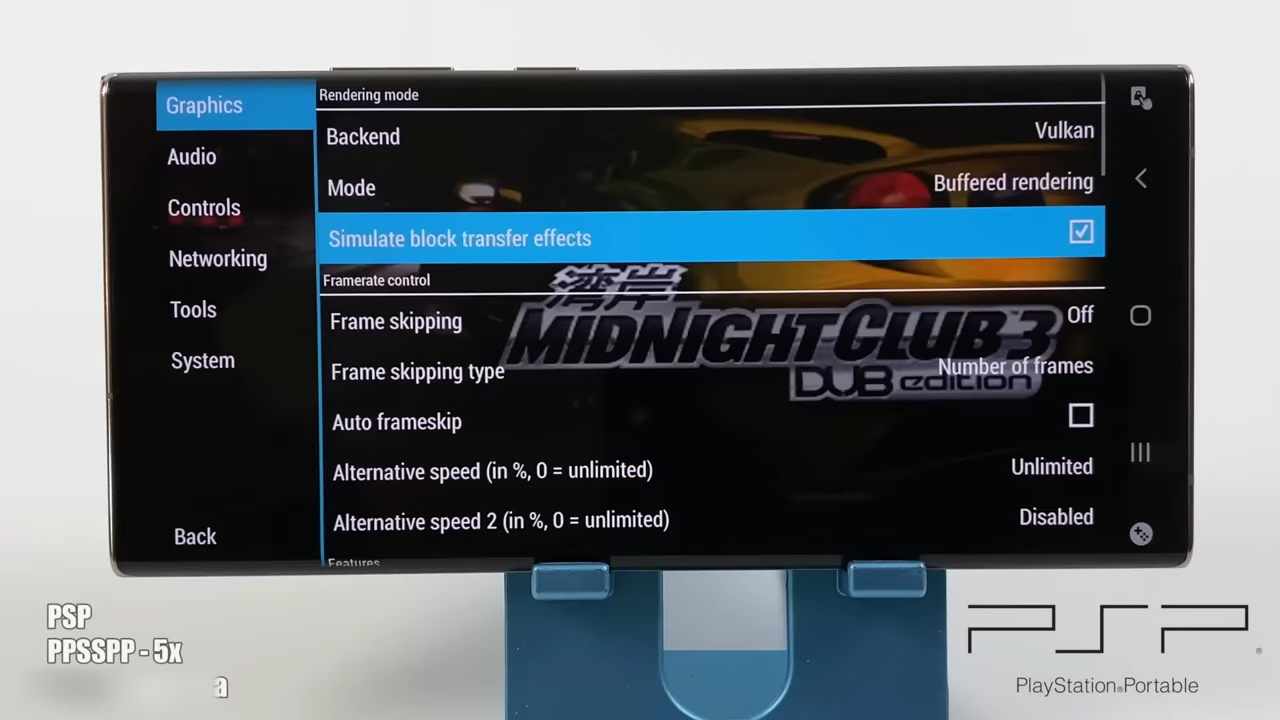 Graphics
Audio
Controls
Networking
Tools
System
Back
Rendering mode
Backend Vulkan
Mode Buffered rendering
Simulate block transfer effects
Framerate control
Frame skipping Off
Frame skipping type Number of frames
Auto frameskip
Alternative speed (in %, 0 = unlimited) Unlimited
Alternative speed 2 (in %, 0 = unlimited) Disabled
Features
湾岸
MIDNIGHT CLUB 3
DUB edition
PSP
PPSSPP - 5x
a
PSP
PlayStation®Portable